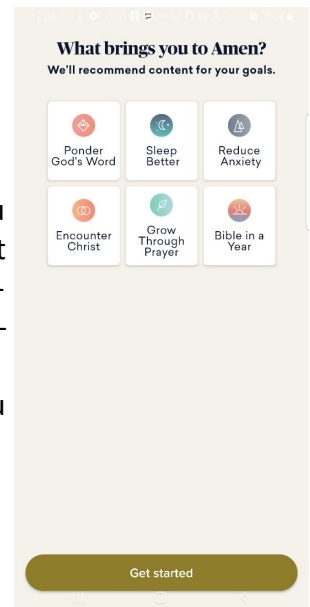 What brings you to Amen?
We'll recommend content for your goals.
Ponder
God's Word
Sleep
Better
Reduce
Anxiety
Encounter
Christ
Grow
Through
Prayer
Bible in a
Year
Get started